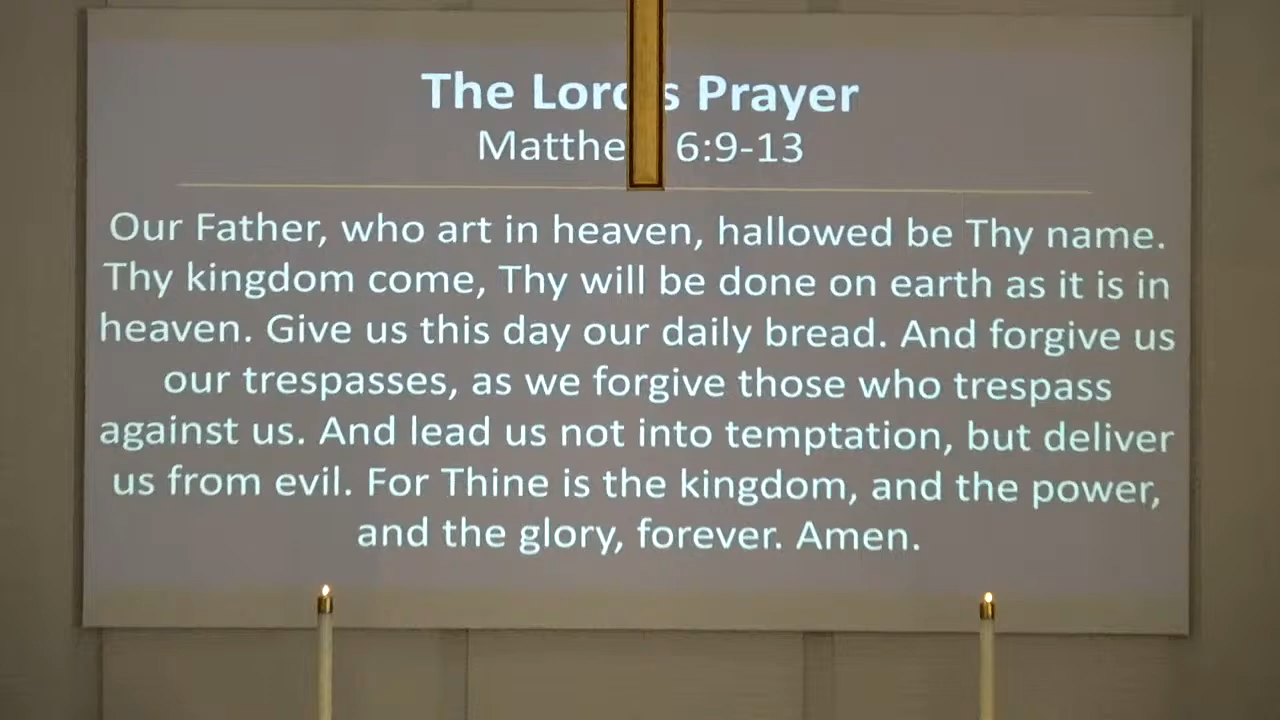 The Lord's Prayer
Matthew 6:9-13
Our Father, who art in heaven, hallowed be Thy name.
Thy kingdom come, Thy will be done on earth as it is in
heaven. Give us this day our daily bread. And forgive us
our trespasses, as we forgive those who trespass
against us. And lead us not into temptation, but deliver
us from evil. For Thine is the kingdom, and the power,
and the glory, forever. Amen.